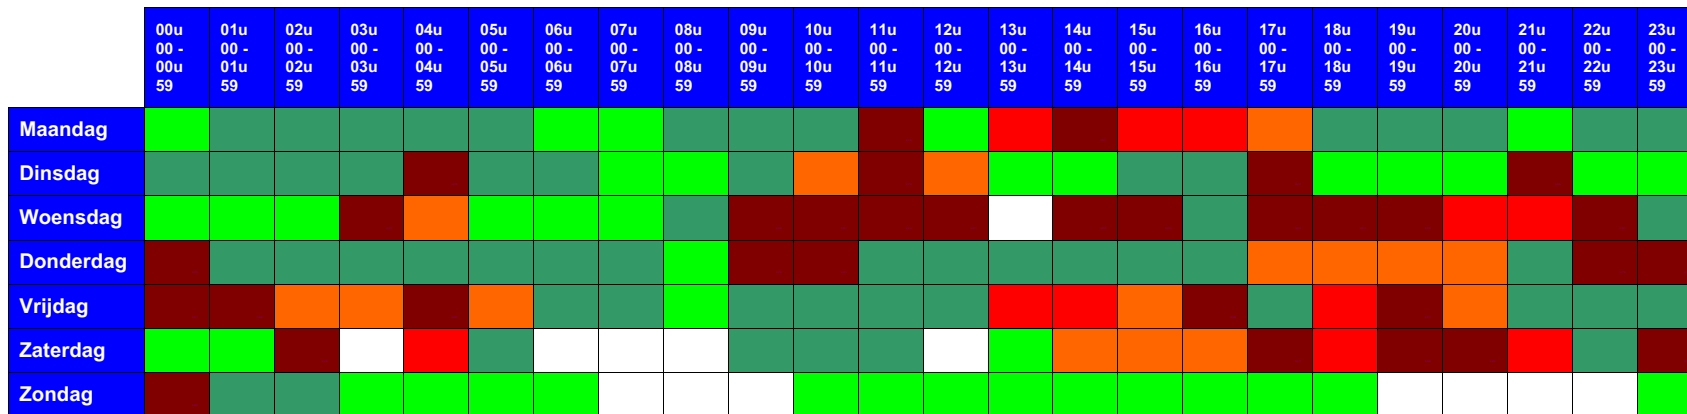 00u 01u 02u 03u 04u 05u 06u 07u 08u 09u 10u 11u 12u 13u 14u 15u 16u 17u 18u 19u 20u 21u 22u 23u
00 - 00 - 00 - 00 - 00 - 00 - 00 - 00 - 00 - 00 - 00 - 00 - 00 - 00 - 00 - 00 - 00 - 00 - 00 - 00 - 00 - 00 - 00 - 00 -
00u 01u 02u 03u 04u 05u 06u 07u 08u 09u 10u 11u 12u 13u 14u 15u 16u 17u 18u 19u 20u 21u 22u 23u
59 59 59 59 59 59 59 59 59 59 59 59 59 59 59 59 59 59 59 59 59 59 59 59
Maandag
Dinsdag
Woensdag
Donderdag
Vrijdag
Zaterdag
Zondag